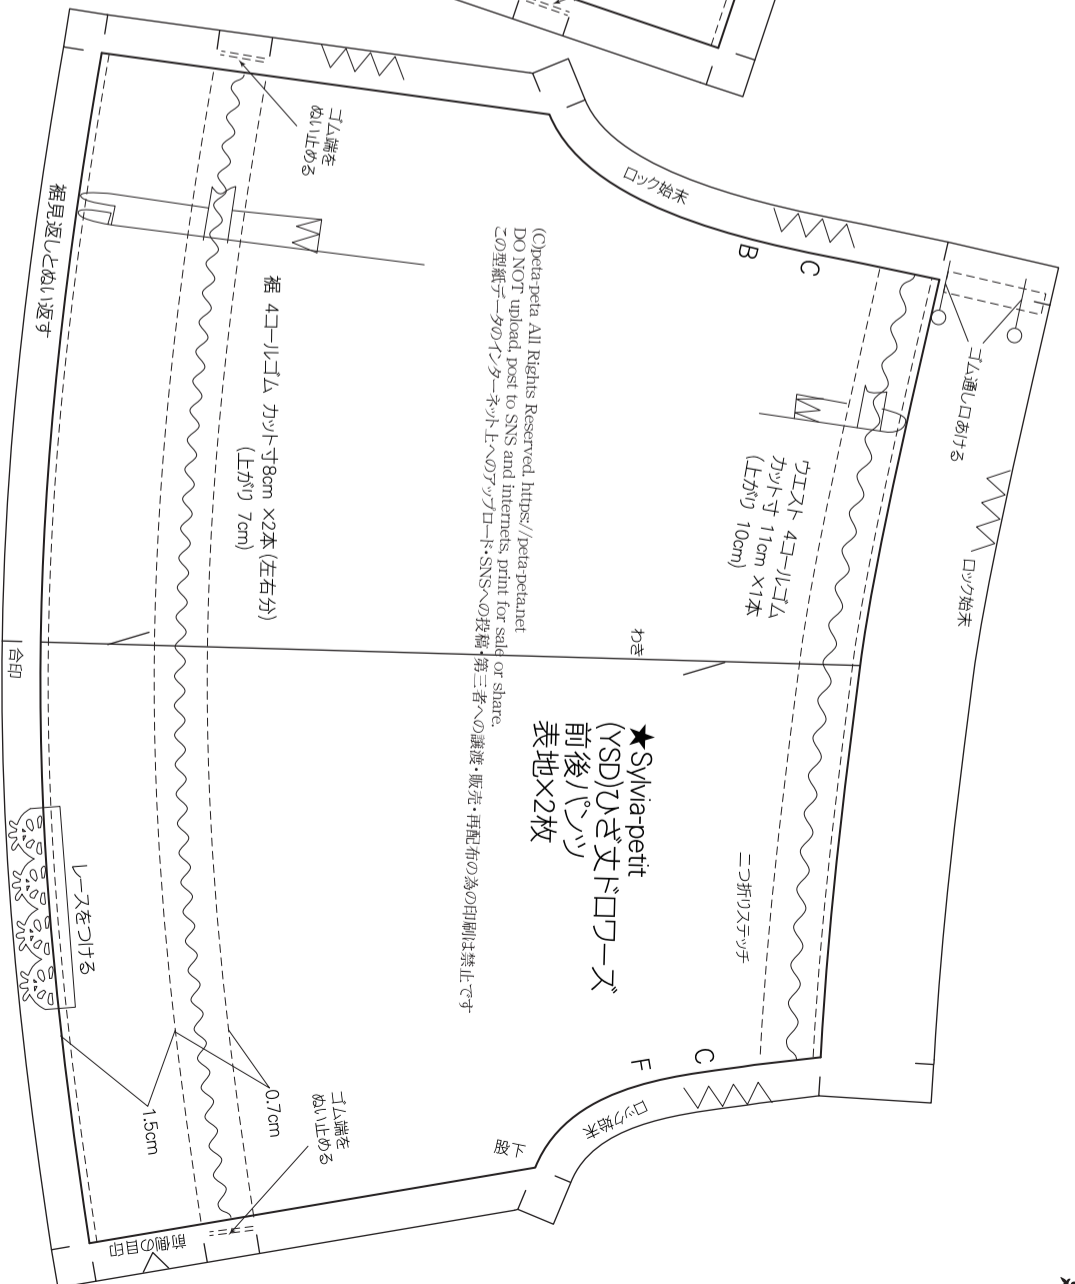 ★Sylvia-petit
(YSD)ひざ丈ドロワーズ
前後パンツ
表地×2枚
(C)peta-peta All Rights Reserved. https://peta-peta.net
DO NOT upload, post to SNS and internets, print for sale or share.
この型紙データのインターネット上へのアップロード・SNSへの投稿・第三者への譲渡・販売・再配布の為の印刷は禁止です
ゴム通し口あける
ロック始末
ウエスト 4コールゴム
カット寸 11cm ×1本
(上がり 10cm)
二つ折りステッチ
ロック始末
C
B
わき
ゴム端を
ぬい止める
裾 4コールゴム カット寸8cm ×2本 (左右分)
(上がり 7cm)
裾見返しとぬい返す
合印
レースをつける
0.7cm
1.5cm
ゴム端を
ぬい止める
C
F
ロック始末
下股
前側の目印